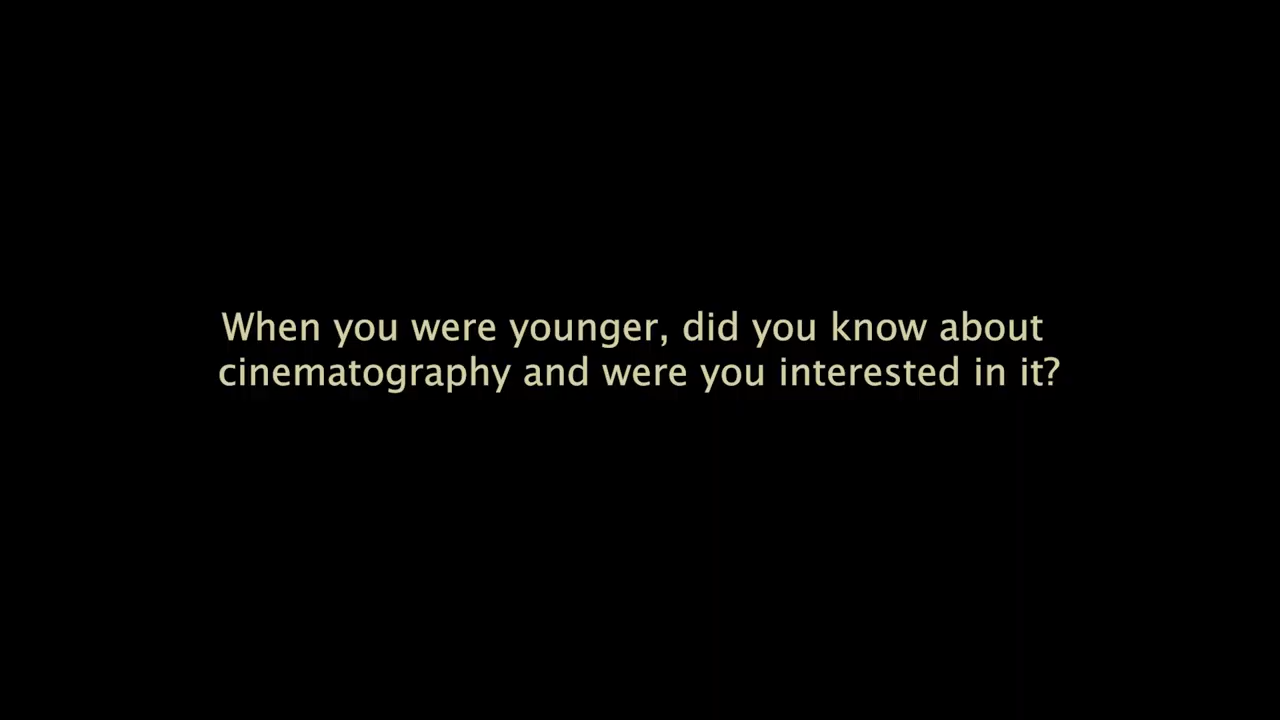 When you were younger, did you know about
cinematography and were you interested in it?